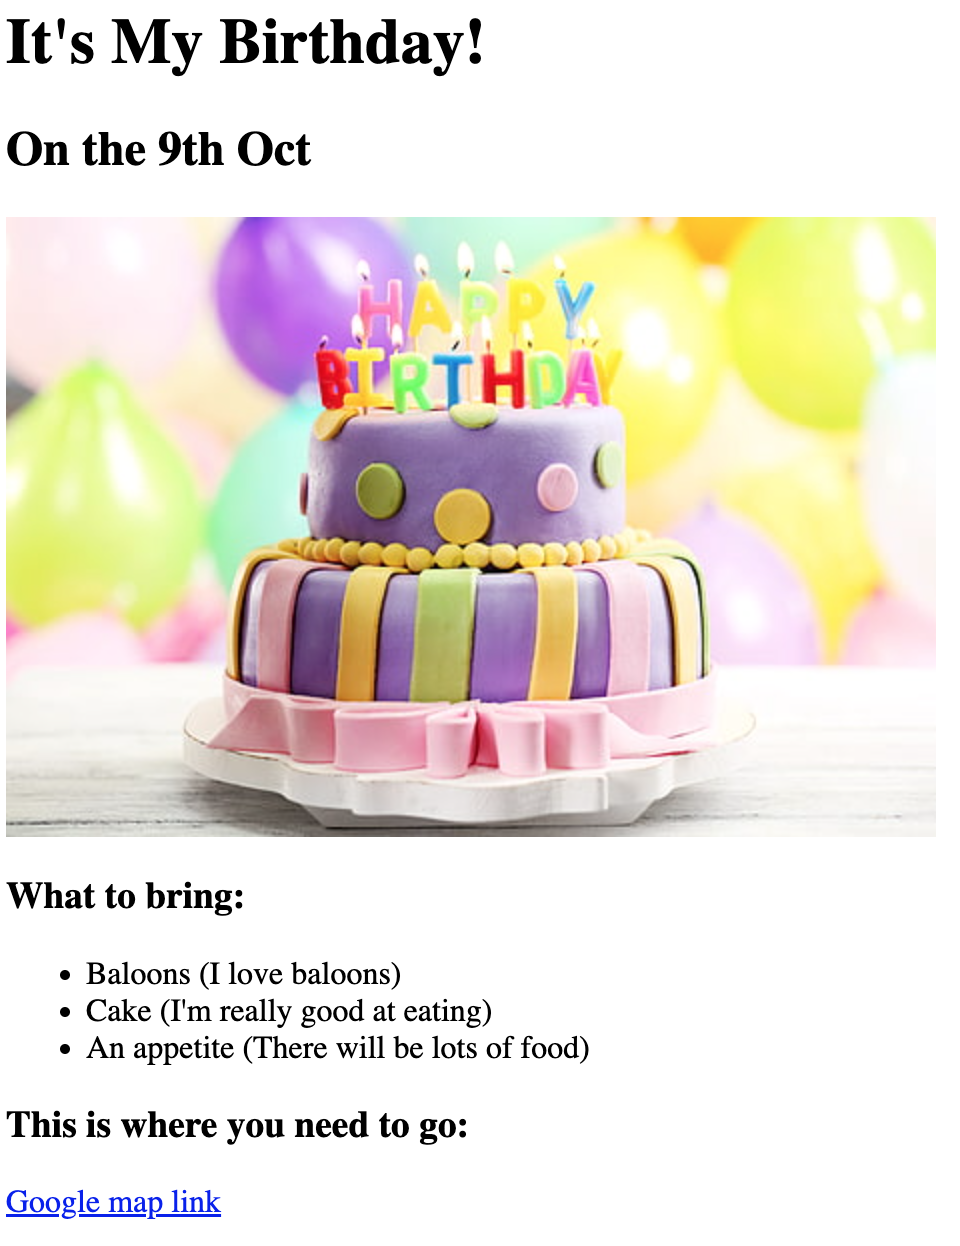 It's My Birthday!
On the 9th Oct
HAPPY
BIRTHDAY
What to bring:
Baloons (I love baloons)
Cake (I'm really good at eating)
An appetite (There will be lots of food)
This is where you need to go:
Google map link